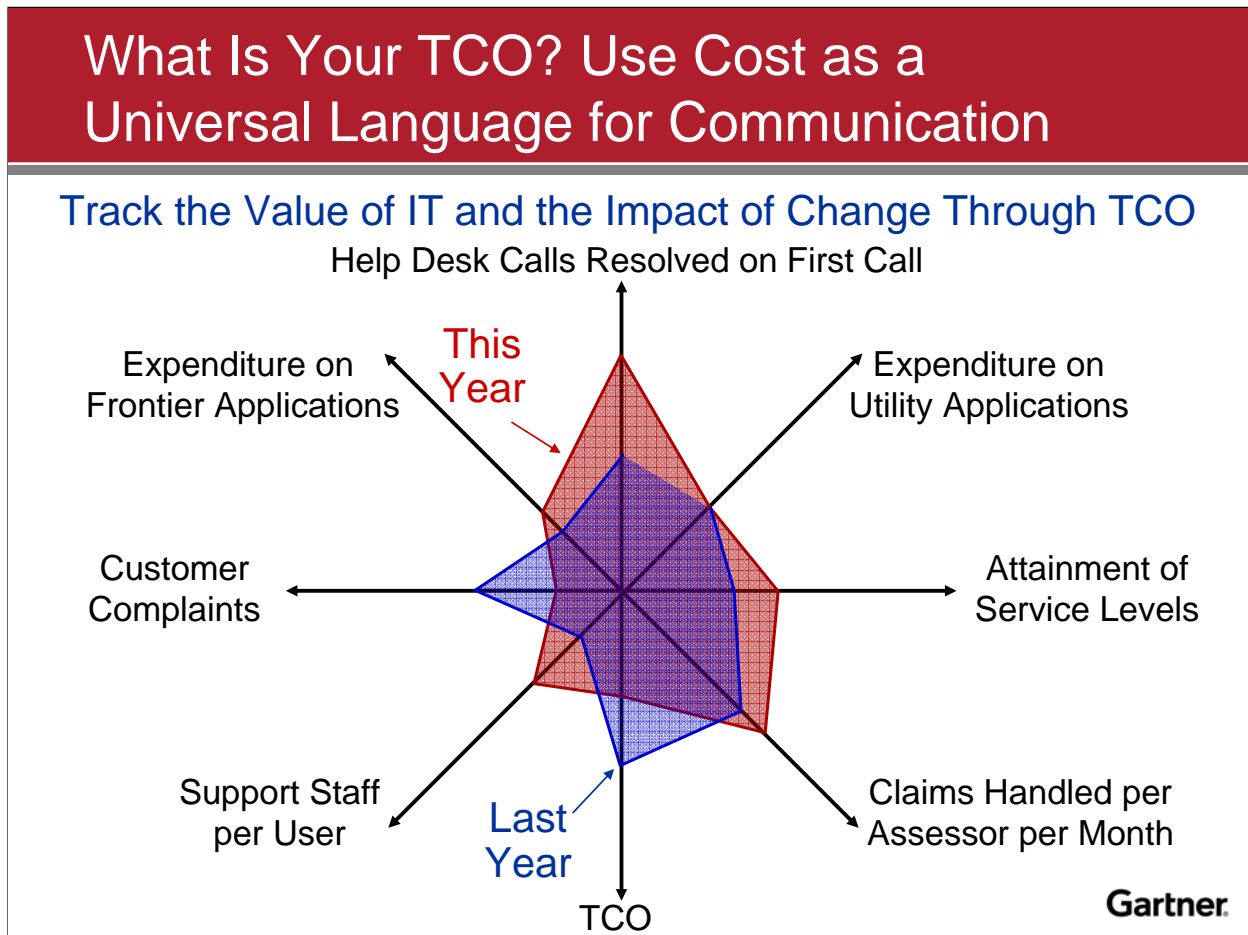 What Is Your TCO? Use Cost as a
Universal Language for Communication
Track the Value of IT and the Impact of Change Through TCO
Help Desk Calls Resolved on First Call
This
Year
Expenditure on
Frontier Applications
Expenditure on
Utility Applications
Customer
Complaints
Attainment of
Service Levels
Support Staff
per User
Last
Year
Claims Handled per
Assessor per Month
TCO
Gartner.